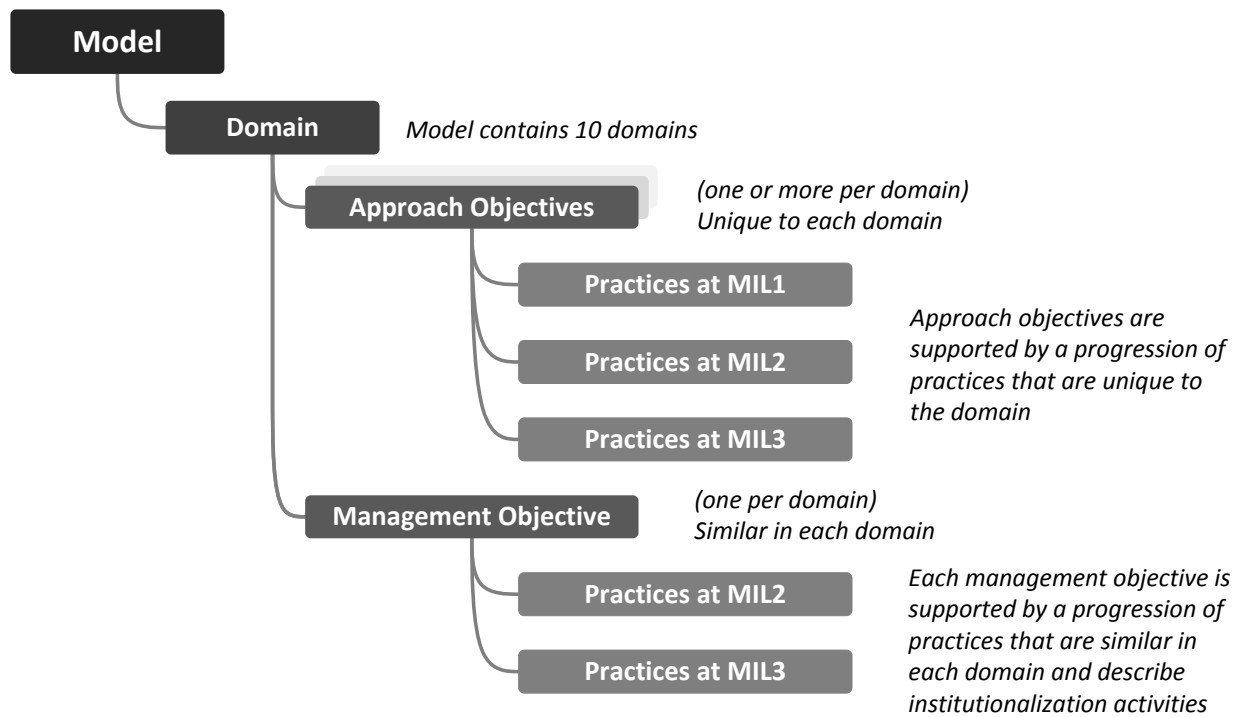 Model
Domain
Model contains 10 domains
Approach Objectives
(one or more per domain)
Unique to each domain
Practices at MIL1
Practices at MIL2
Practices at MIL3
Approach objectives are
supported by a progression of
practices that are unique to
the domain
Management Objective
(one per domain)
Similar in each domain
Practices at MIL2
Practices at MIL3
Each management objective is
supported by a progression of
practices that are similar in
each domain and describe
institutionalization activities